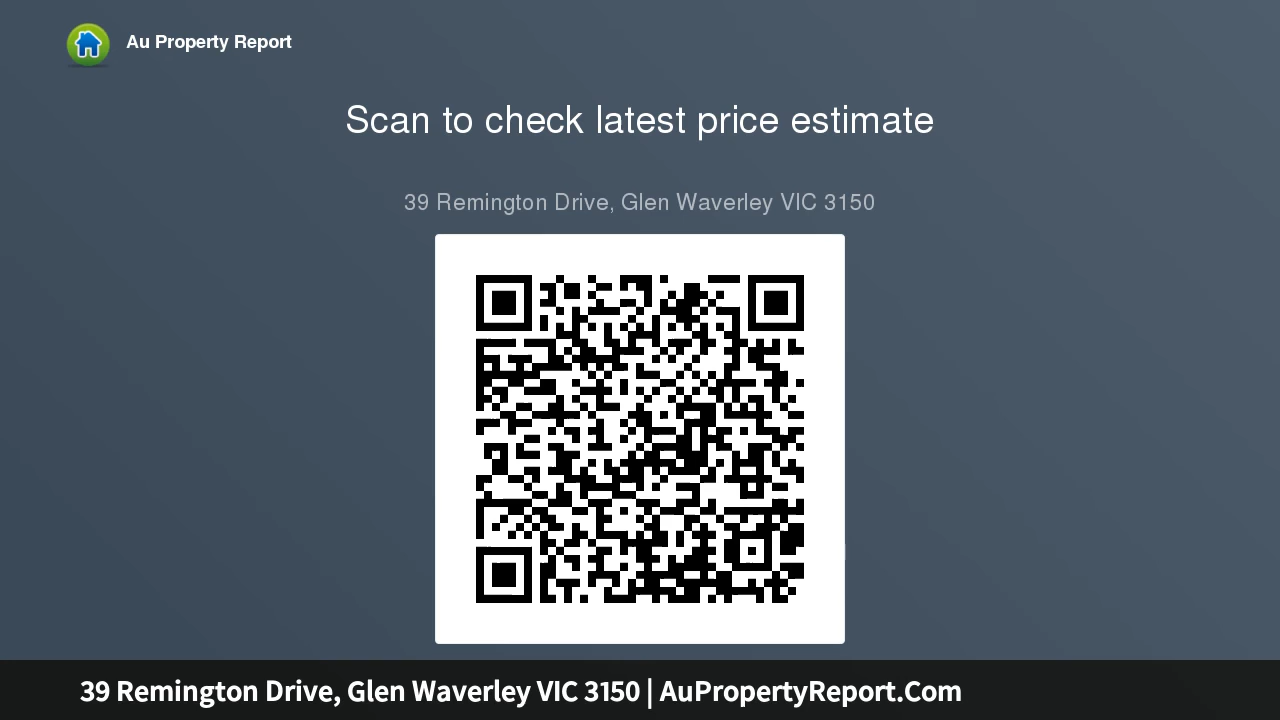 Au Property Report
Scan to check latest price estimate
39 Remington Drive, Glen Waverley VIC 3150
39 Remington Drive, Glen Waverley VIC 3150 | AuPropertyReport.Com